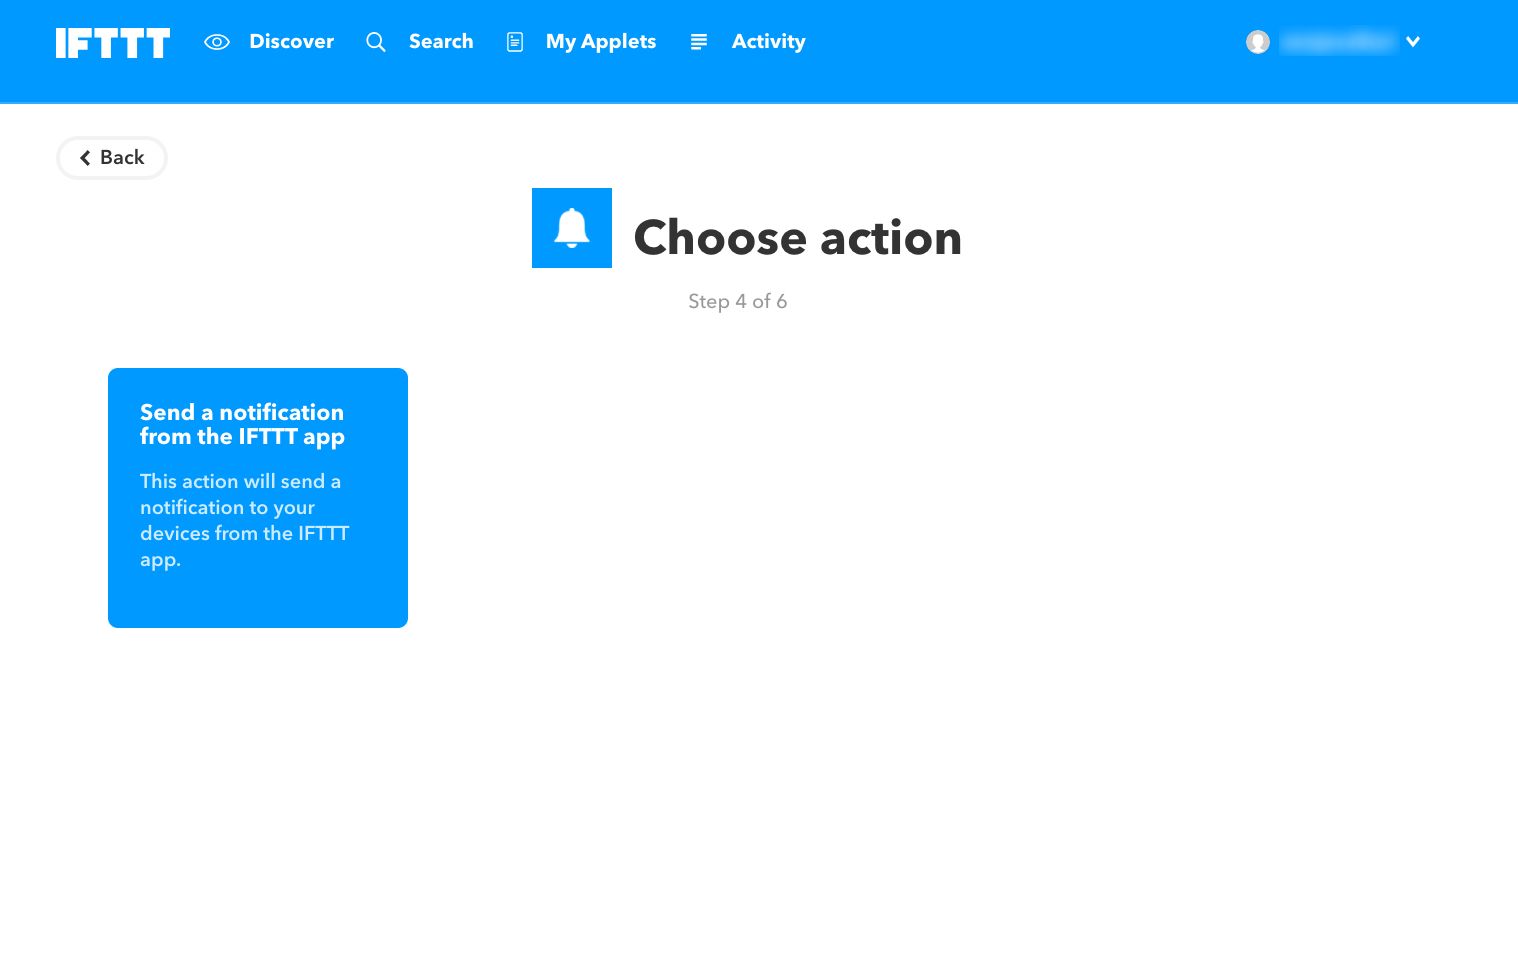 IFTTT Discover Search My Applets Activity
Back
Choose action
Step 4 of 6
Send a notification
from the IFTTT app
This action will send a
notification to your
devices from the IFTTT
app.